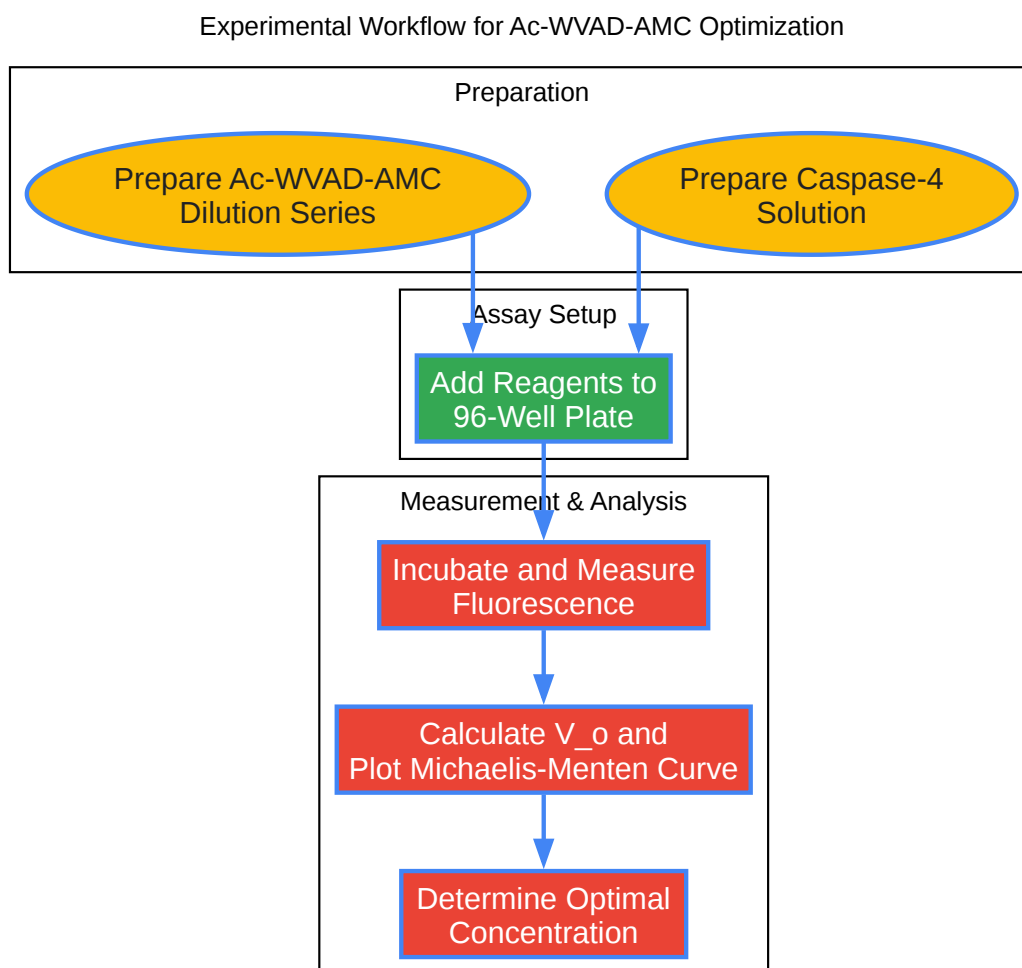 Experimental Workflow for Ac-WVAD-AMC Optimization
Preparation
Prepare Ac-WVAD-AMC
Dilution Series
Prepare Caspase-4
Solution
Assay Setup
Add Reagents to
96-Well Plate
Measurement & Analysis
Incubate and Measure
Fluorescence
Calculate V_o and
Plot Michaelis-Menten Curve
Determine Optimal
Concentration